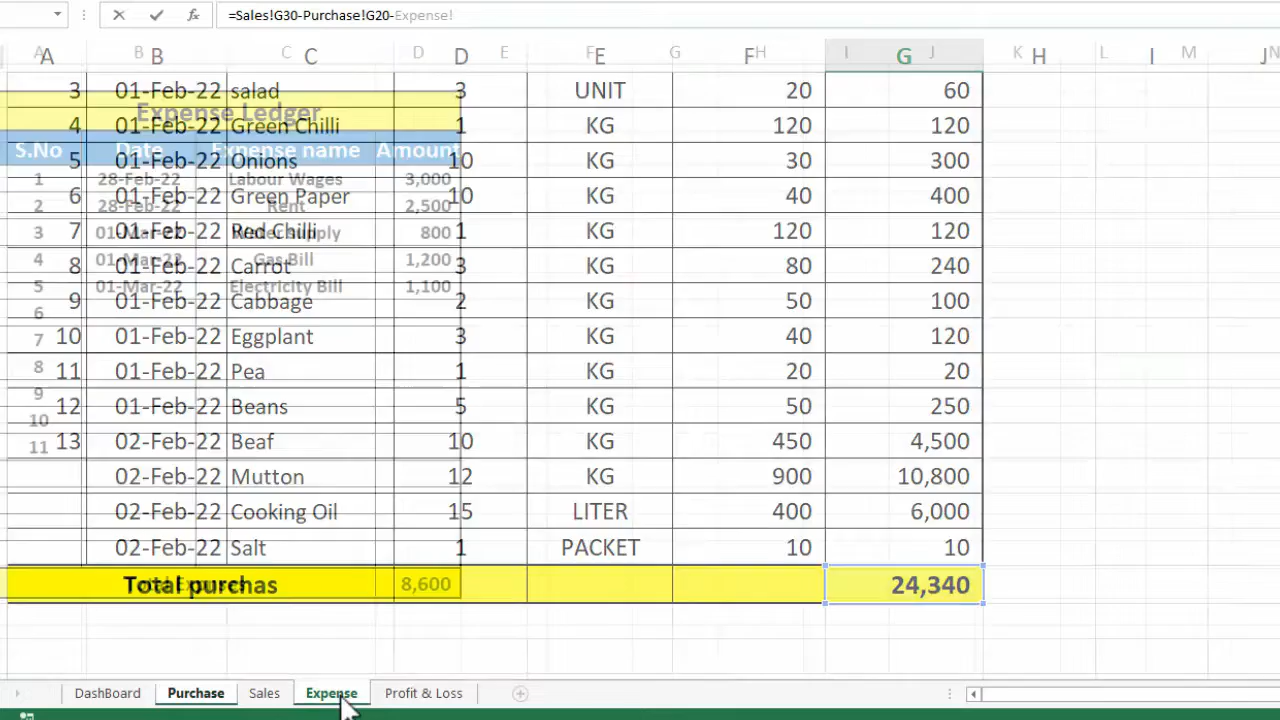 =Sales!G30-Purchase!G20-Expense!
A B C D E F G H I J
A B C D E F G H I J K L M
3 01-Feb-22 salad 3 UNIT 20 60
Expense Ledger
4 01-Feb-22 Green Chilli 1 KG 120 120
S.No Date Expense name Amount
5 01-Feb-22 Onions 10 KG 30 300
1 28-Feb-22 Labour Wages 3,000
6 01-Feb-22 Green Paper 10 KG 40 400
2 28-Feb-22 Rent 2,500
7 01-Feb-22 Red Chilli 1 KG 120 120
3 01-Mar-22 supply 800
8 01-Feb-22 Carrot 3 KG 80 240
4 01-Mar-22 Gas Bill 1,200
5 01-Mar-22 Electricity Bill 1,100
9 01-Feb-22 Cabbage 2 KG 50 100
6
10 01-Feb-22 Eggplant 3 KG 40 120
7
11 01-Feb-22 Pea 1 KG 20 20
8
9
12 01-Feb-22 Beans 5 KG 50 250
10
13 02-Feb-22 Beaf 10 KG 450 4,500
11
02-Feb-22 Mutton 12 KG 900 10,800
02-Feb-22 Cooking Oil 15 LITER 400 6,000
02-Feb-22 Salt 1 PACKET 10 10
Total purchas 24,340
8,600
DashBoard Purchase Sales Expense Profit & Loss